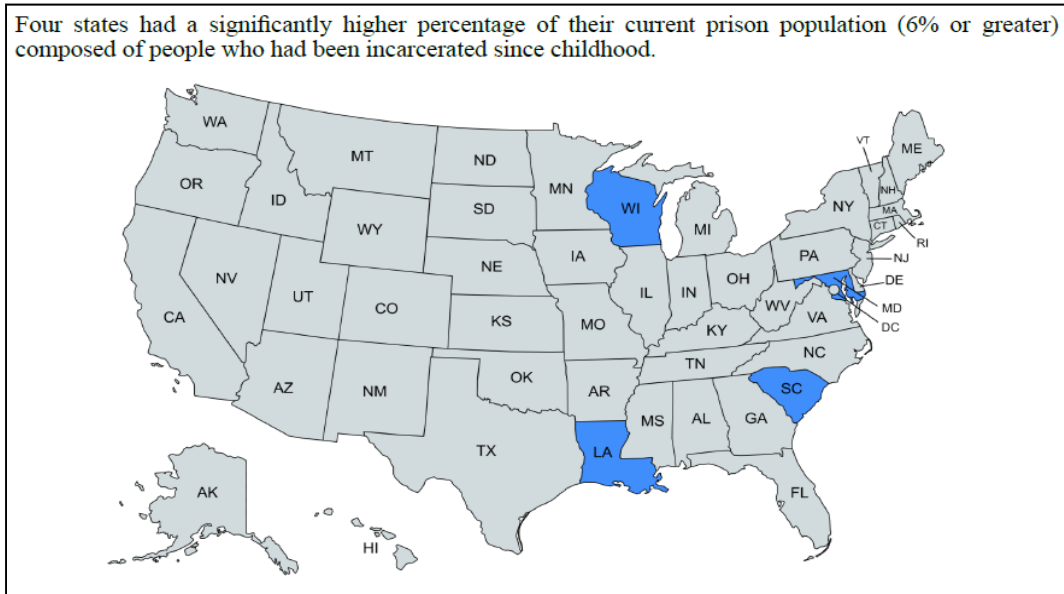 Four states had a significantly higher percentage of their current prison population (6% or greater)
composed of people who had been incarcerated since childhood.
WA
MT
ND
MN
VT
ME
OR
ID
SD
WI
MI
NY
NH
MA
CT
RI
WY
IA
PA
NJ
NE
NV
UT
CO
IL
IN
OH
DE
MD
DC
CA
KS
MO
WV
VA
KY
NC
TN
AZ
NM
OK
AR
SC
MS
AL
GA
TX
LA
FL
AK
HI